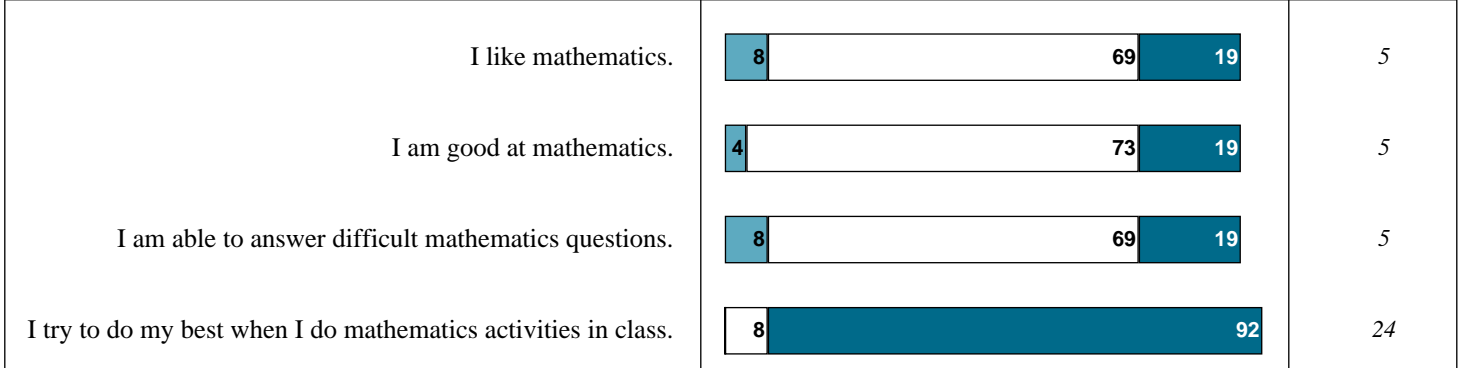 I like mathematics. 8 69 19 5
I am good at mathematics. 4 73 19 5
I am able to answer difficult mathematics questions. 8 69 19 5
I try to do my best when I do mathematics activities in class. 8 92 24